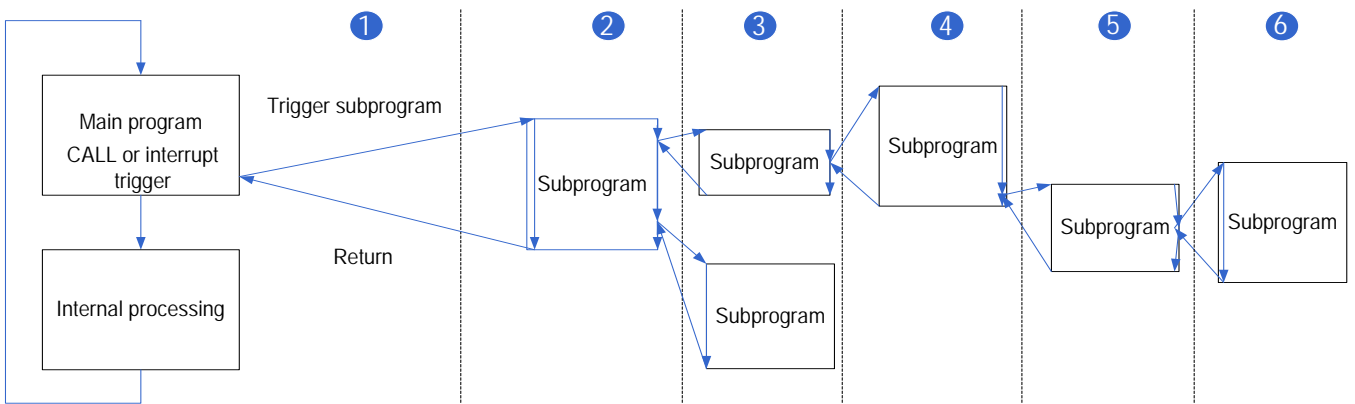 1
2
3
4
5
6
Main program
CALL or interrupt
trigger
Trigger subprogram
Return
Internal processing
Subprogram
Subprogram
Subprogram
Subprogram
Subprogram
Subprogram